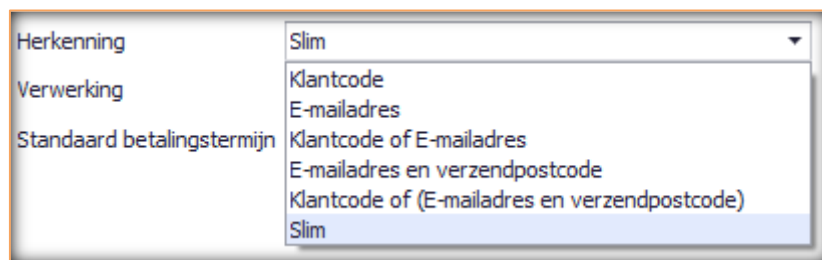 Herkenning Slim
Verwerking
Standaard betalingstermijn
Klantcode
E-mailadres
Klantcode of E-mailadres
E-mailadres en verzendpostcode
Klantcode of (E-mailadres en verzendpostcode)
Slim